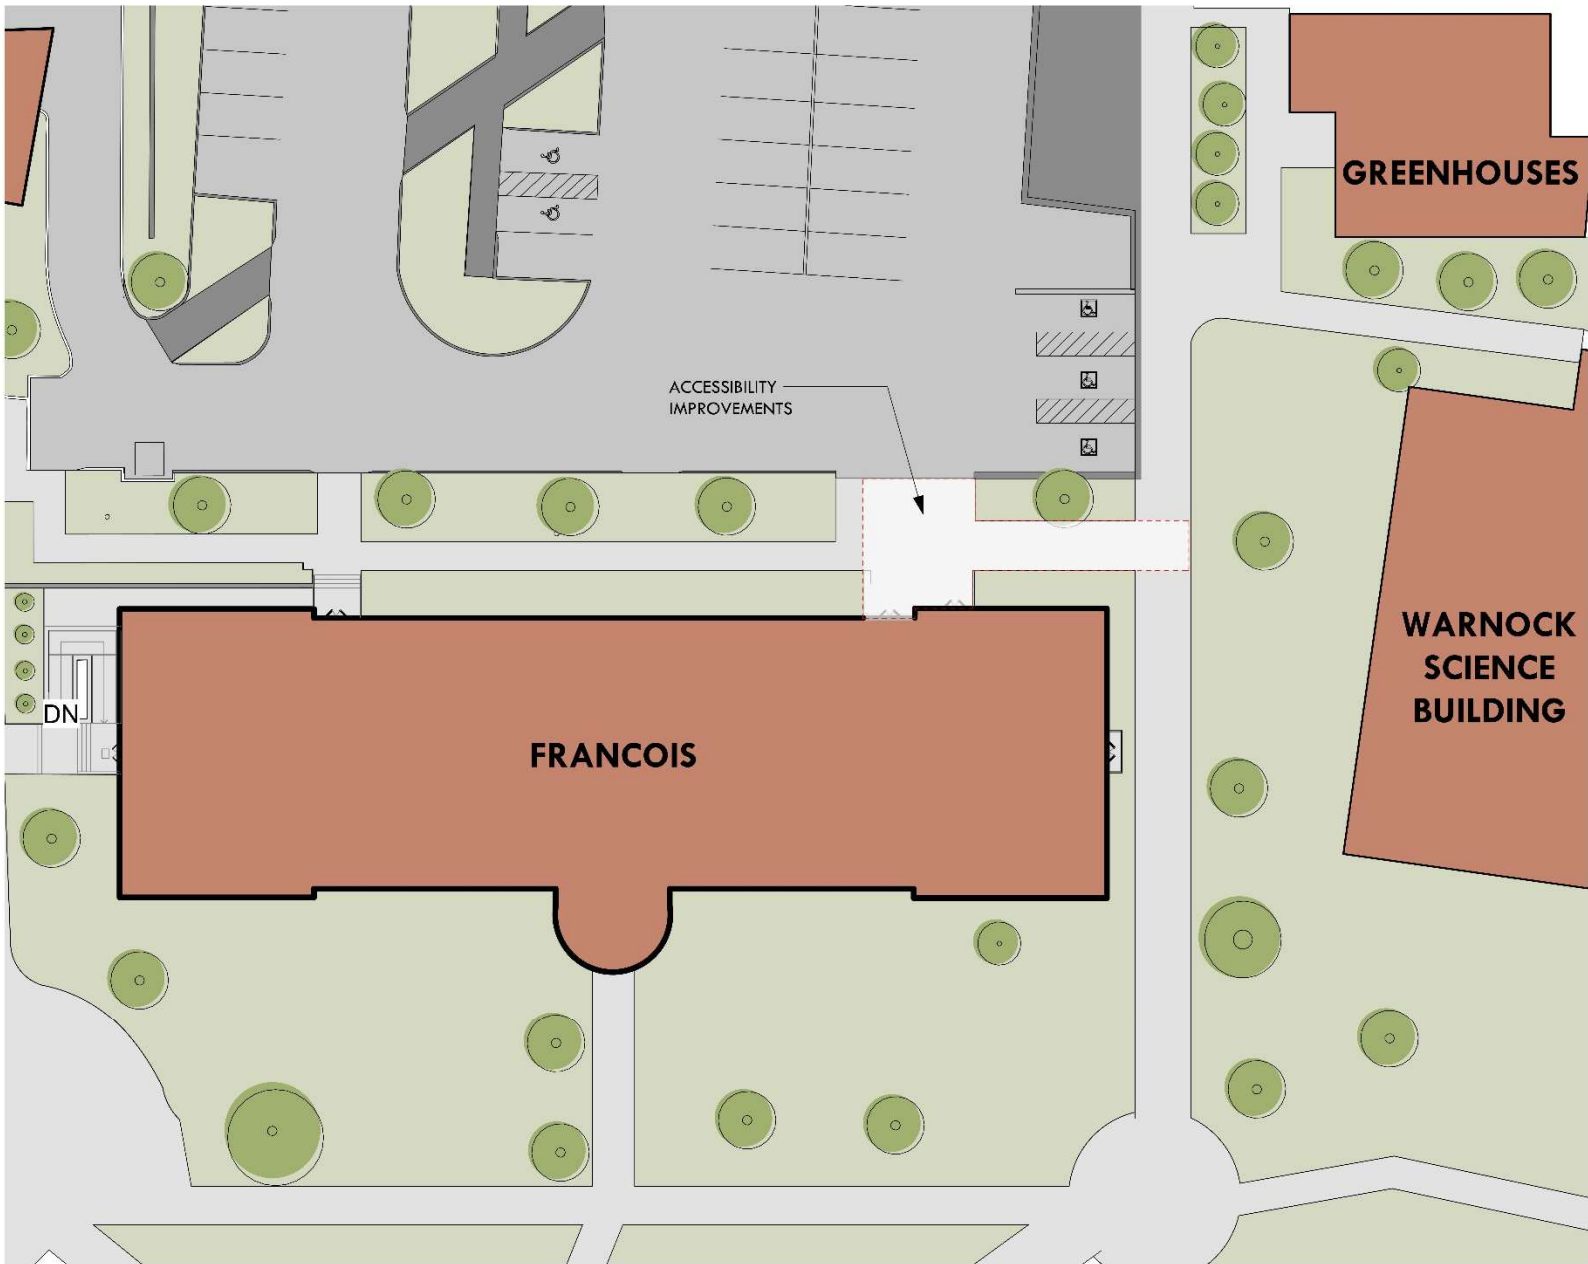 GREENHOUSES
ACCESSIBILITY
IMPROVEMENTS
WARNOCK
SCIENCE
BUILDING
DN
FRANCOIS